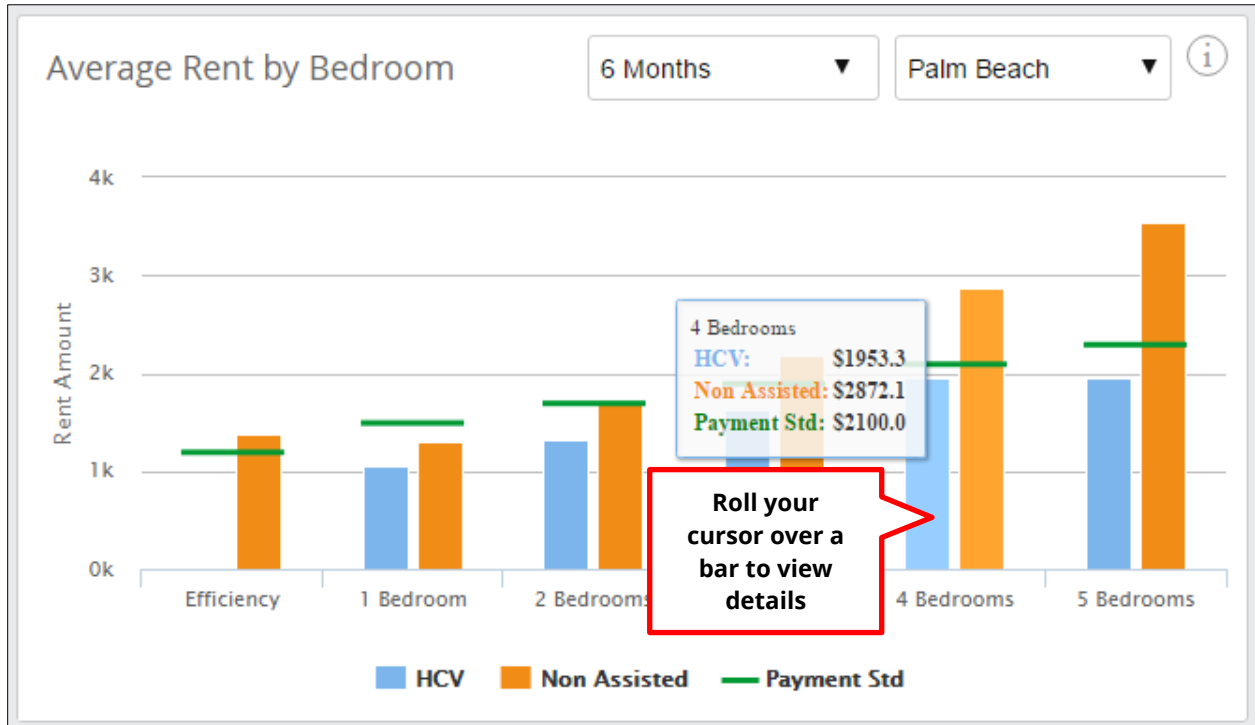 Average Rent by Bedroom
6 Months
Palm Beach
i
4k
3k
2k
1k
0k
Rent Amount
4 Bedrooms
HCV: $1953.3
Non Assisted: $2872.1
Payment Std: $2100.0
Roll your
cursor over a
bar to view
details
Efficiency
1 Bedroom
2 Bedrooms
4 Bedrooms
5 Bedrooms
HCV
Non Assisted
Payment Std